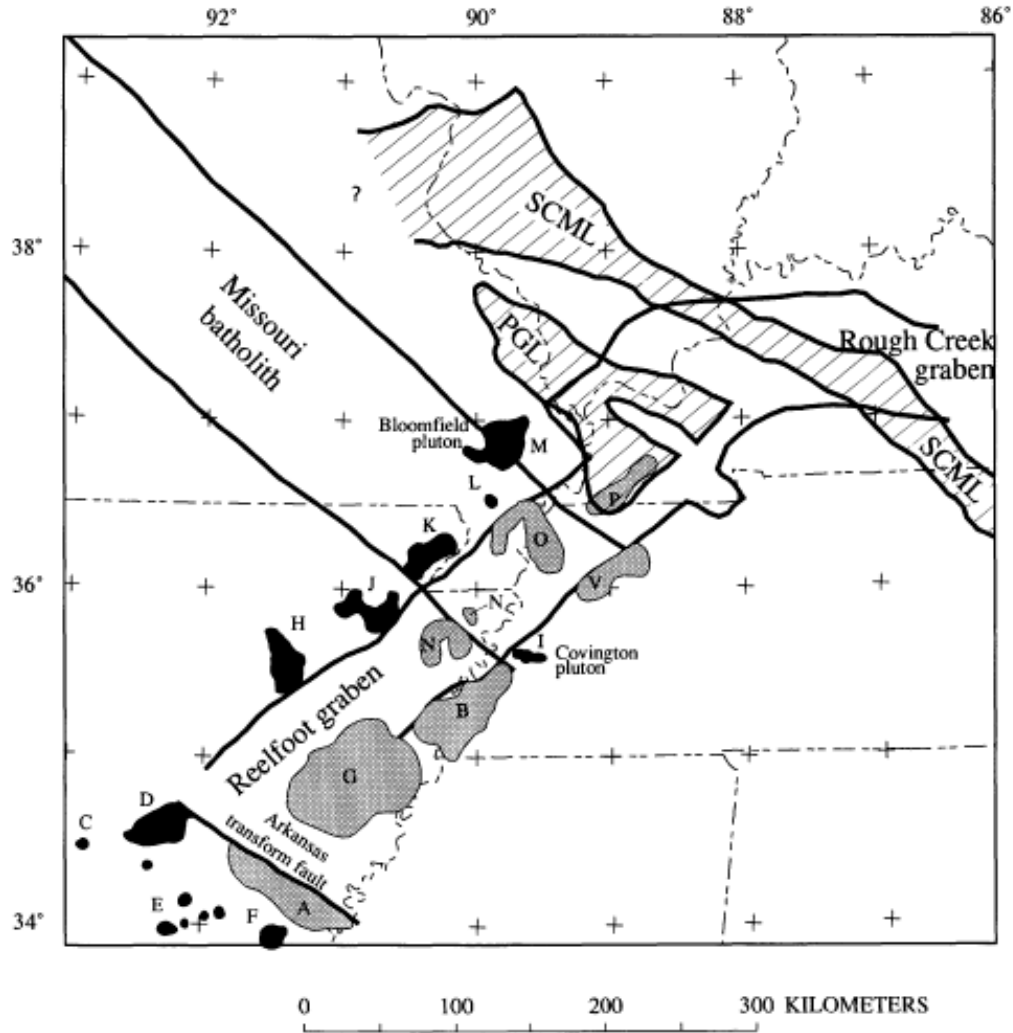 92° 90° 88° 86°
SCML
?
38°
Missouri
batholith
PGL
Rough Creek
graben
Bloomfield
pluton
M
SCML
L
P
K
O
36°
J
V
N
H
N
I
Covington
pluton
Reelfoot graben
B
G
D
Arkansas
transform fault
C
A
E
F
34°
0 100 200 300 KILOMETERS